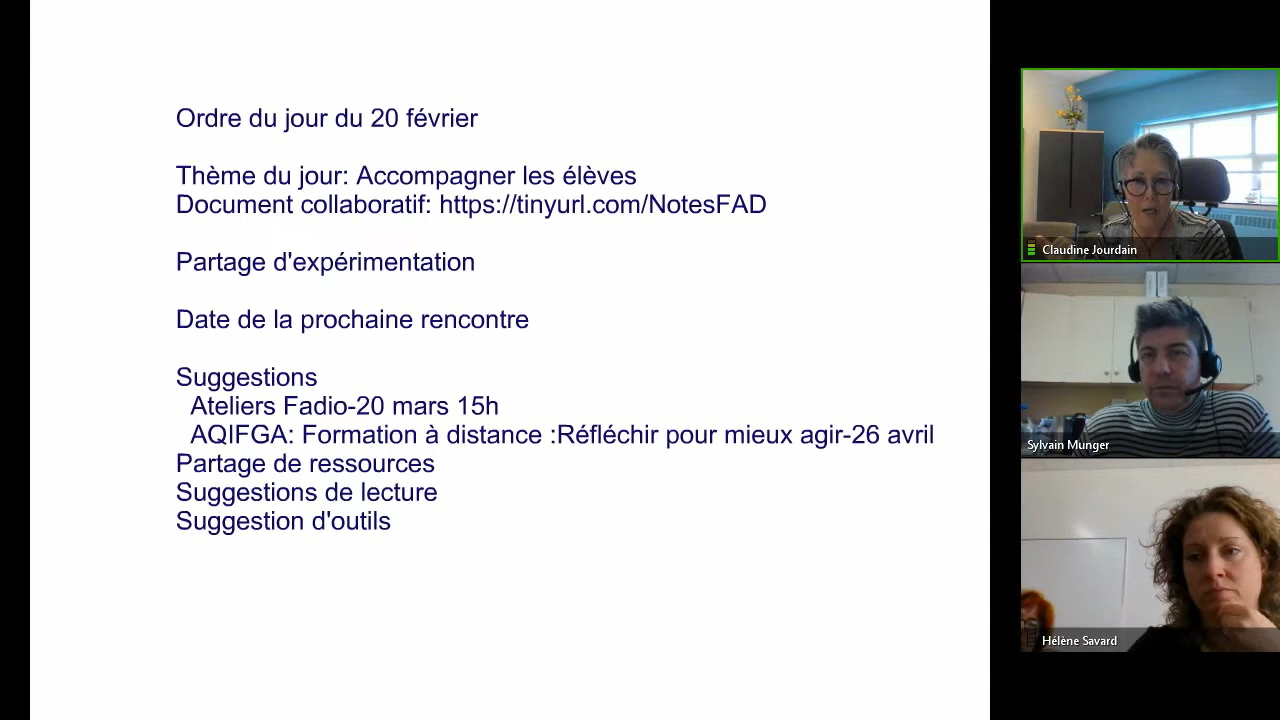 Ordre du jour du 20 février
Thème du jour: Accompagner les élèves
Document collaboratif: https://tinyurl.com/NotesFAD
Partage d'expérimentation
Date de la prochaine rencontre
Suggestions
Ateliers Fadio-20 mars 15h
AQIFGA: Formation à distance :Réfléchir pour mieux agir-26 avril
Partage de ressources
Suggestions de lecture
Suggestion d'outils
Claudine Jourdain
Sylvain Munger
Hélène Savard